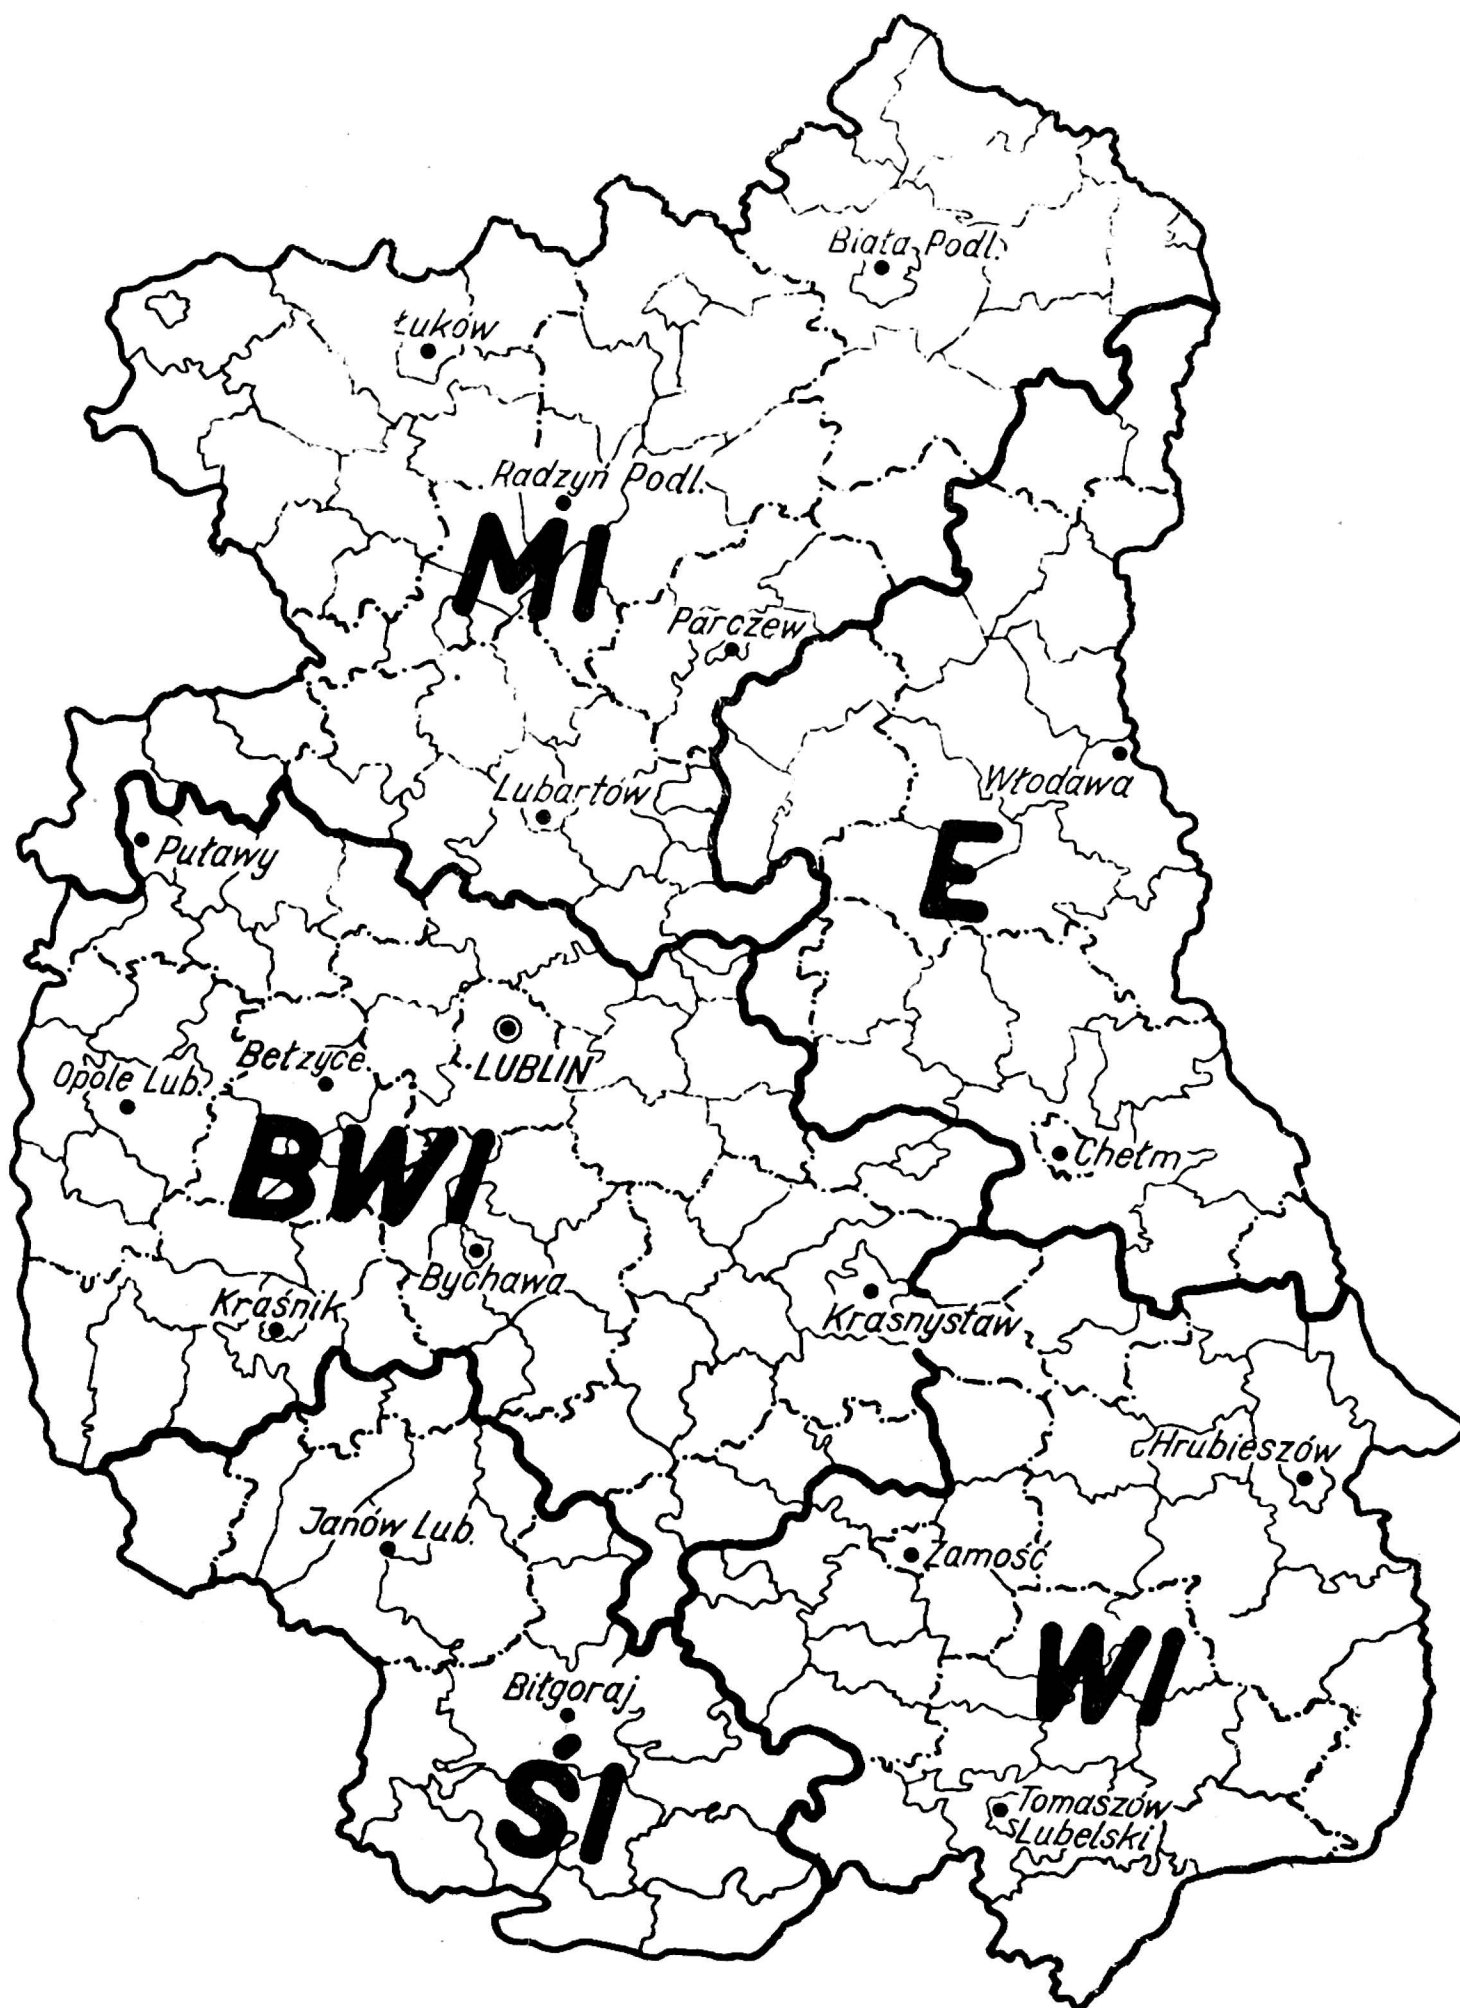 Biała Podl.
Łuków
Radzyń Podl.
MI
Parczew
Włodawa
Lubartów
Puławy
E
LUBLIN
Bełżyce
Opole Lub.
Chełm
BWI
Bychawa
Kraśnik
Krasnystaw
Hrubieszów
Janów Lub.
Zamość
WI
Biłgoraj
ŚI
Tomaszów
Lubelski